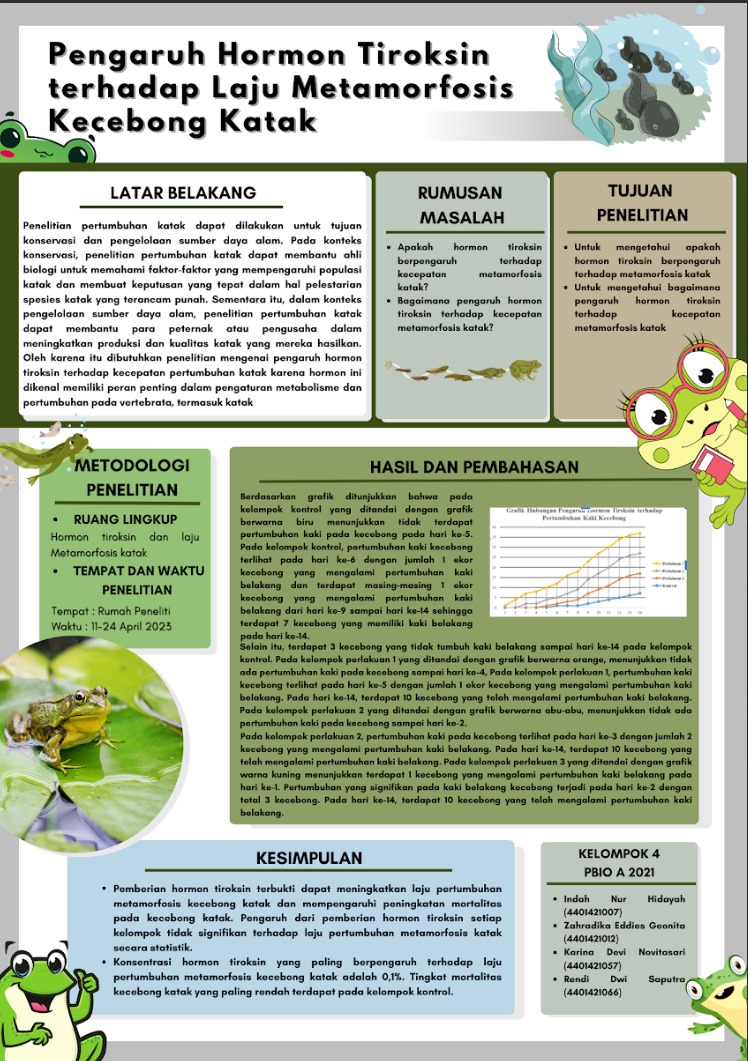 Pengaruh Hormon Tiroksin
terhadap Laju Metamorfosis
Kecebong Katak
LATAR BELAKANG
Penelitian pertumbuhan katak dapat dilakukan untuk tujuan
konservasi dan pengelolaan sumber daya alam. Pada konteks
konservasi, penelitian pertumbuhan katak dapat membantu ahli
biologi untuk memahami faktor-faktor yang mempengaruhi populasi
katak dan membuat keputusan yang tepat dalam hal pelestarian
spesies katak yang terancam punah. Sementara itu, dalam konteks
pengelolaan sumber daya alam, penelitian pertumbuhan katak
dapat membantu para peternak atau pengusaha dalam
meningkatkan produksi dan kualitas katak yang mereka hasilkan.
Oleh karena itu dibutuhkan penelitian mengenai pengaruh hormon
tiroksin terhadap kecepatan pertumbuhan katak karena hormon ini
dikenal memiliki peran penting dalam pengaturan metabolisme dan
pertumbuhan pada vertebrata, termasuk katak
RUMUSAN
MASALAH
• Apakah hormon tiroksin
berpengaruh terhadap
kecepatan metamorfosis
katak?
• Bagaimana pengaruh hormon
tiroksin terhadap kecepatan
metamorfosis katak?
TUJUAN
PENELITIAN
• Untuk mengetahui apakah
hormon tiroksin berpengaruh
terhadap metamorfosis katak
• Untuk mengetahui bagaimana
pengaruh hormon tiroksin
terhadap kecepatan
metamorfosis katak
METODOLOGI
PENELITIAN
• RUANG LINGKUP
Hormon tiroksin dan laju
Metamorfosis katak
• TEMPAT DAN WAKTU
PENELITIAN
Tempat : Rumah Peneliti
Waktu : 11-24 April 2023
HASIL DAN PEMBAHASAN
Berdasarkan grafik ditunjukkan bahwa pada
kelompok kontrol yang ditandai dengan grafik
berwarna biru menunjukkan tidak terdapat
pertumbuhan kaki pada kecebong pada hari ke-5.
Pada kelompok kontrol, pertumbuhan kaki kecebong
terlihat pada hari ke-6 dengan jumlah 1 ekor
kecebong yang mengalami pertumbuhan kaki
belakang dan terdapat masing-masing 1 ekor
kecebong yang mengalami pertumbuhan kaki
belakang dari hari ke-9 sampai hari ke-14 sehingga
terdapat 7 kecebong yang memiliki kaki belakang
pada hari ke-14.
Grafik Hubungan Pengaruh Hormon Tiroksin terhadap
Pertumbuhan Kaki Kecebong
Kontrol
Selain itu, terdapat 3 kecebong yang tidak tumbuh kaki belakang sampai hari ke-14 pada kelompok
kontrol. Pada kelompok perlakuan 1 yang ditandai dengan grafik berwarna orange, menunjukkan tidak
ada pertumbuhan kaki pada kecebong sampai hari ke-4, Pada kelompok perlakuan 1, pertumbuhan kaki
kecebong terlihat pada hari ke-5 dengan jumlah 1 ekor kecebong yang mengalami pertumbuhan kaki
belakang. Pada hari ke-14, terdapat 10 kecebong yang telah mengalami pertumbuhan kaki belakang.
Pada kelompok perlakuan 2 yang ditandai dengan grafik berwarna abu-abu, menunjukkan tidak ada
pertumbuhan kaki pada kecebong sampai hari ke-2.
Pada kelompok perlakuan 2, pertumbuhan kaki pada kecebong terlihat pada hari ke-3 dengan jumlah 2
kecebong yang mengalami pertumbuhan kaki belakang. Pada hari ke-14, terdapat 10 kecebong yang
telah mengalami pertumbuhan kaki belakang. Pada kelompok perlakuan 3 yang ditandai dengan grafik
warna kuning menunjukkan terdapat 1 kecebong yang mengalami pertumbuhan kaki belakang pada
hari ke-1. Pertumbuhan yang signifikan pada kaki belakang kecebong terjadi pada hari ke-2 dengan
total 3 kecebong. Pada hari ke-14, terdapat 10 kecebong yang telah mengalami pertumbuhan kaki
belakang.
KESIMPULAN
• Pemberian hormon tiroksin terbukti dapat meningkatkan laju pertumbuhan
metamorfosis kecebong katak dan mempengaruhi peningkatan mortalitas
pada kecebong katak. Pengaruh dari pemberian hormon tiroksin setiap
kelompok tidak signifikan terhadap laju pertumbuhan metamorfosis katak
secara statistik.
• Konsentrasi hormon tiroksin yang paling berpengaruh terhadap laju
pertumbuhan metamorfosis kecebong katak adalah 0,1%. Tingkat mortalitas
kecebong katak yang paling rendah terdapat pada kelompok kontrol.
KELOMPOK 4
PBIO A 2021
• Indah Nur Hidayah
(4401421007)
• Zahradika Eddies Geonita
(4401421012)
• Karina Devi Novitasari
(4401421057)
• Rendi Dwi Saputra
(4401421066)